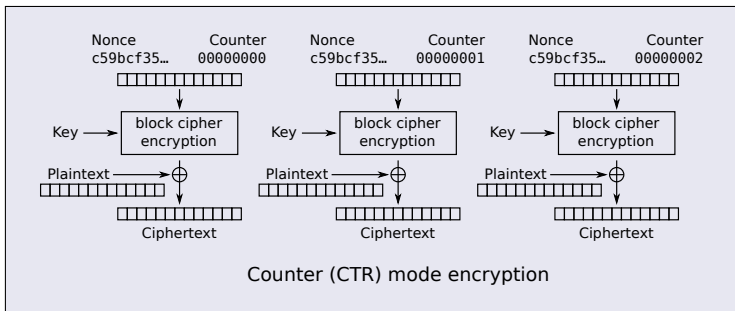 Nonce Counter Nonce Counter Nonce Counter
c59bcf35… 00000000 c59bcf35… 00000001 c59bcf35… 00000002
block cipher block cipher block cipher
Key Key Key
encryption encryption encryption
Plaintext Plaintext Plaintext
Ciphertext Ciphertext Ciphertext
Counter (CTR) mode encryption